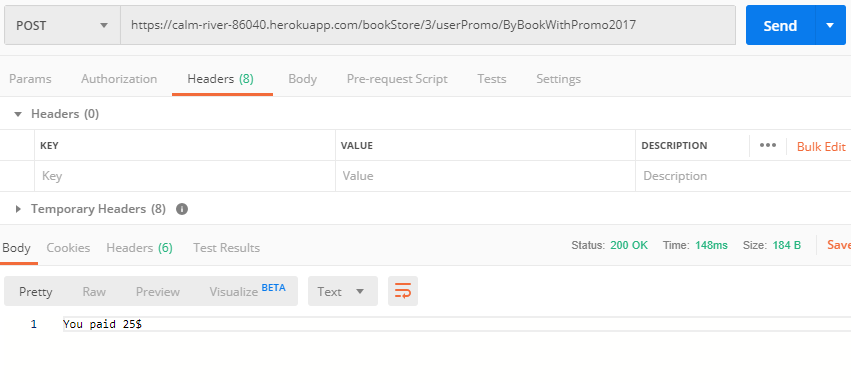 POST https://calm-river-86040.herokuapp.com/bookStore/3/userPromo/ByBookWithPromo2017 Send
Params Authorization Headers (8) Body Pre-request Script Tests Settings
Headers (0)
KEY VALUE DESCRIPTION ••• Bulk Edit
Key Value Description
Temporary Headers (8)
Body Cookies Headers (6) Test Results Status: 200 OK Time: 148ms Size: 184 B Save
Pretty Raw Preview Visualize BETA Text
1 You paid 25$